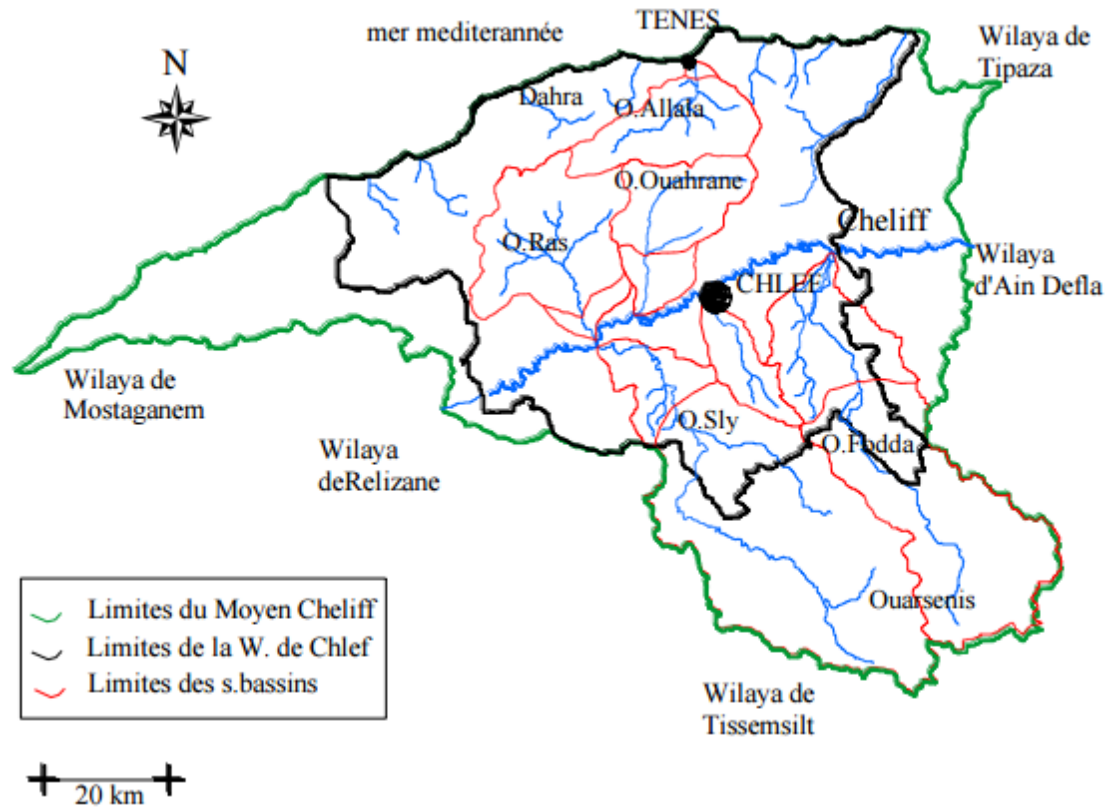 TENES
mer mediterannée
Wilaya de
Tipaza
N
Dahra
O.Allala
O.Ouahrane
Cheliff
O.Ras
Wilaya
d'Ain Defla
CHLEF
Wilaya de
Mostaganem
O.Sly
O.Fodda
Wilaya
deRelizane
Ouarsenis
Limites du Moyen Cheliff
Limites de la W. de Chlef
Limites des s.bassins
Wilaya de
Tissemsilt
20 km